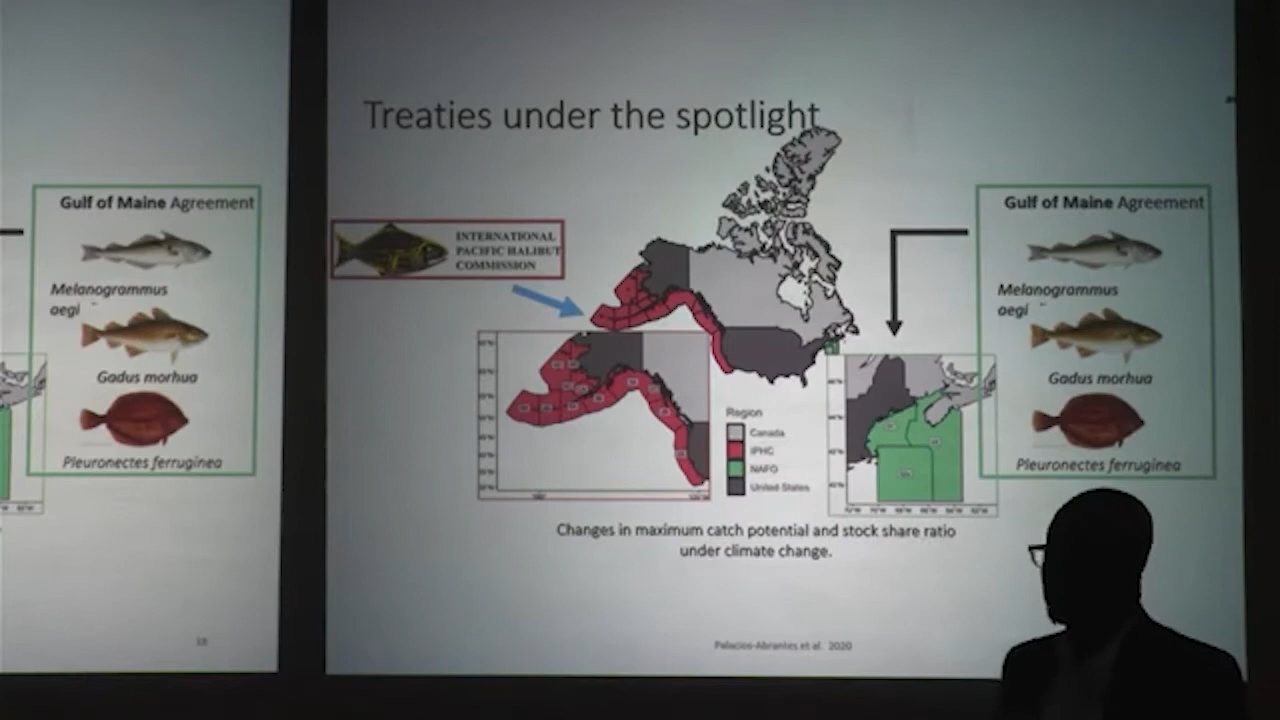 Gulf of Maine Agreement
Melanogrammus
aegi
Gadus morhua
Pleuronectes ferruginea
13
Treaties under the spotlight
INTERNATIONAL
PACIFIC HALIBUT
COMMISSION
Region
Canada
IPHC
NAFO
United States
Gulf of Maine Agreement
Melanogrammus
aegi
Gadus morhua
Pleuronectes ferruginea
Changes in maximum catch potential and stock share ratio
under climate change.
Palacios-Abrantes et al. 2020